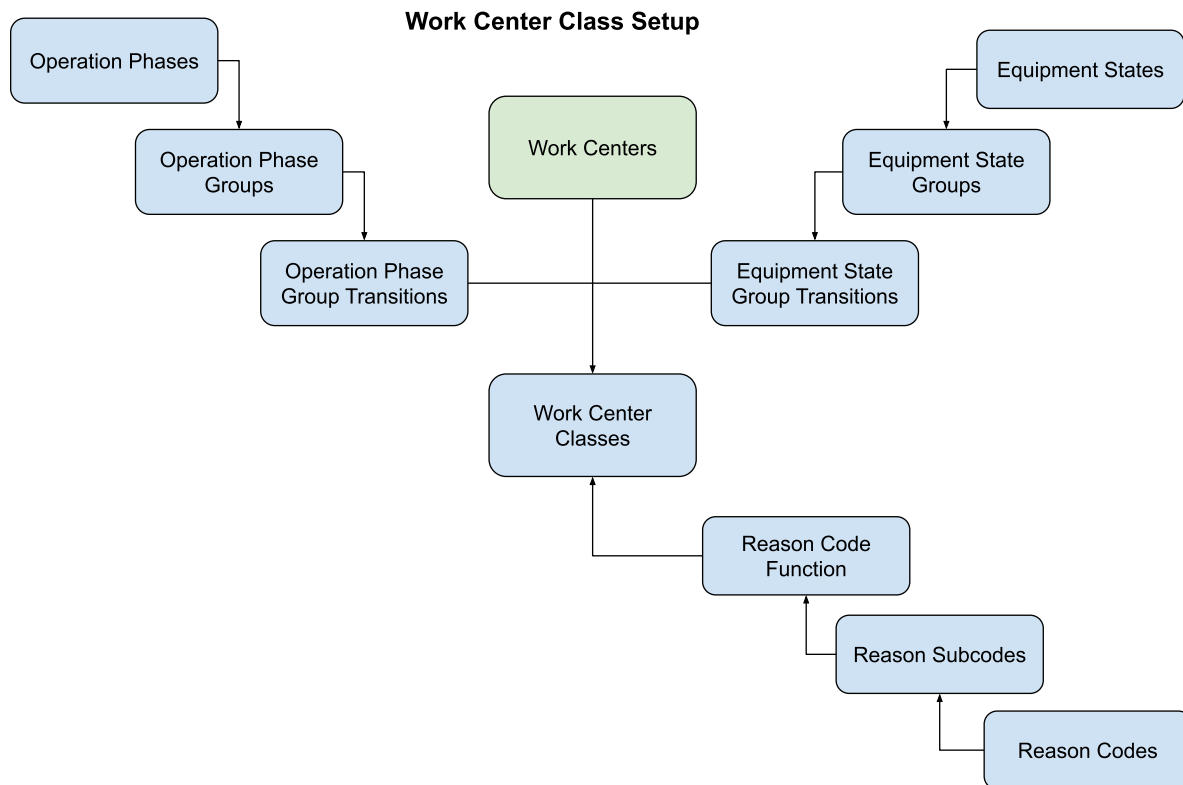 Work Center Class Setup
Operation Phases
Equipment States
Work Centers
Operation Phase
Groups
Equipment State
Groups
Operation Phase
Group Transitions
Equipment State
Group Transitions
Work Center
Classes
Reason Code
Function
Reason Subcodes
Reason Codes